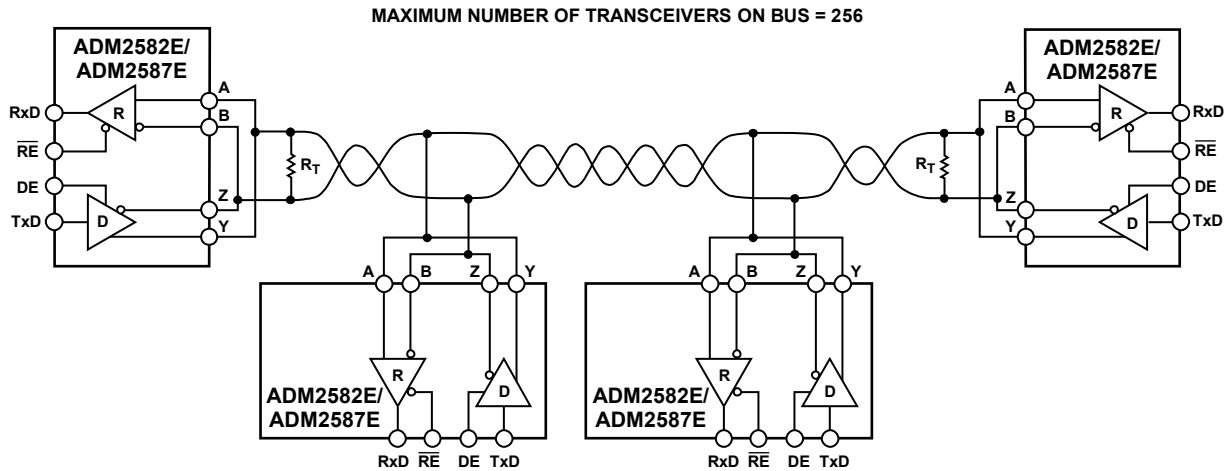 MAXIMUM NUMBER OF TRANSCEIVERS ON BUS = 256
ADM2582E/
ADM2587E
A
R
RxD
B
RE
DE
Z
D
TxD
Y
RT
RT
ADM2582E/
ADM2587E
A
R
RxD
B
RE
DE
Z
D
TxD
Y
A B Z Y
R
D
ADM2582E/
ADM2587E
RxD RE DE TxD
A B Z Y
R
D
ADM2582E/
ADM2587E
RxD RE DE TxD